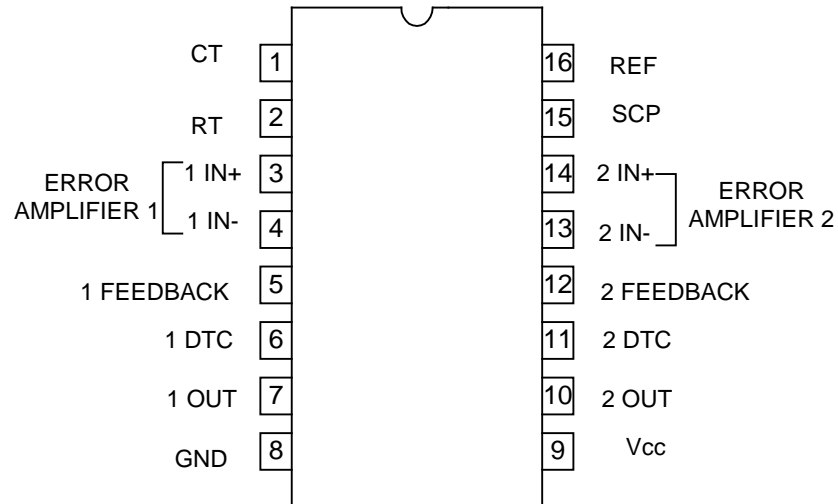 CT 1
RT 2
ERROR
AMPLIFIER 1
1 IN+ 3
1 IN- 4
1 FEEDBACK 5
1 DTC 6
1 OUT 7
GND 8
16 REF
15 SCP
14 2 IN+
13 2 IN-
ERROR
AMPLIFIER 2
12 2 FEEDBACK
11 2 DTC
10 2 OUT
9 Vcc